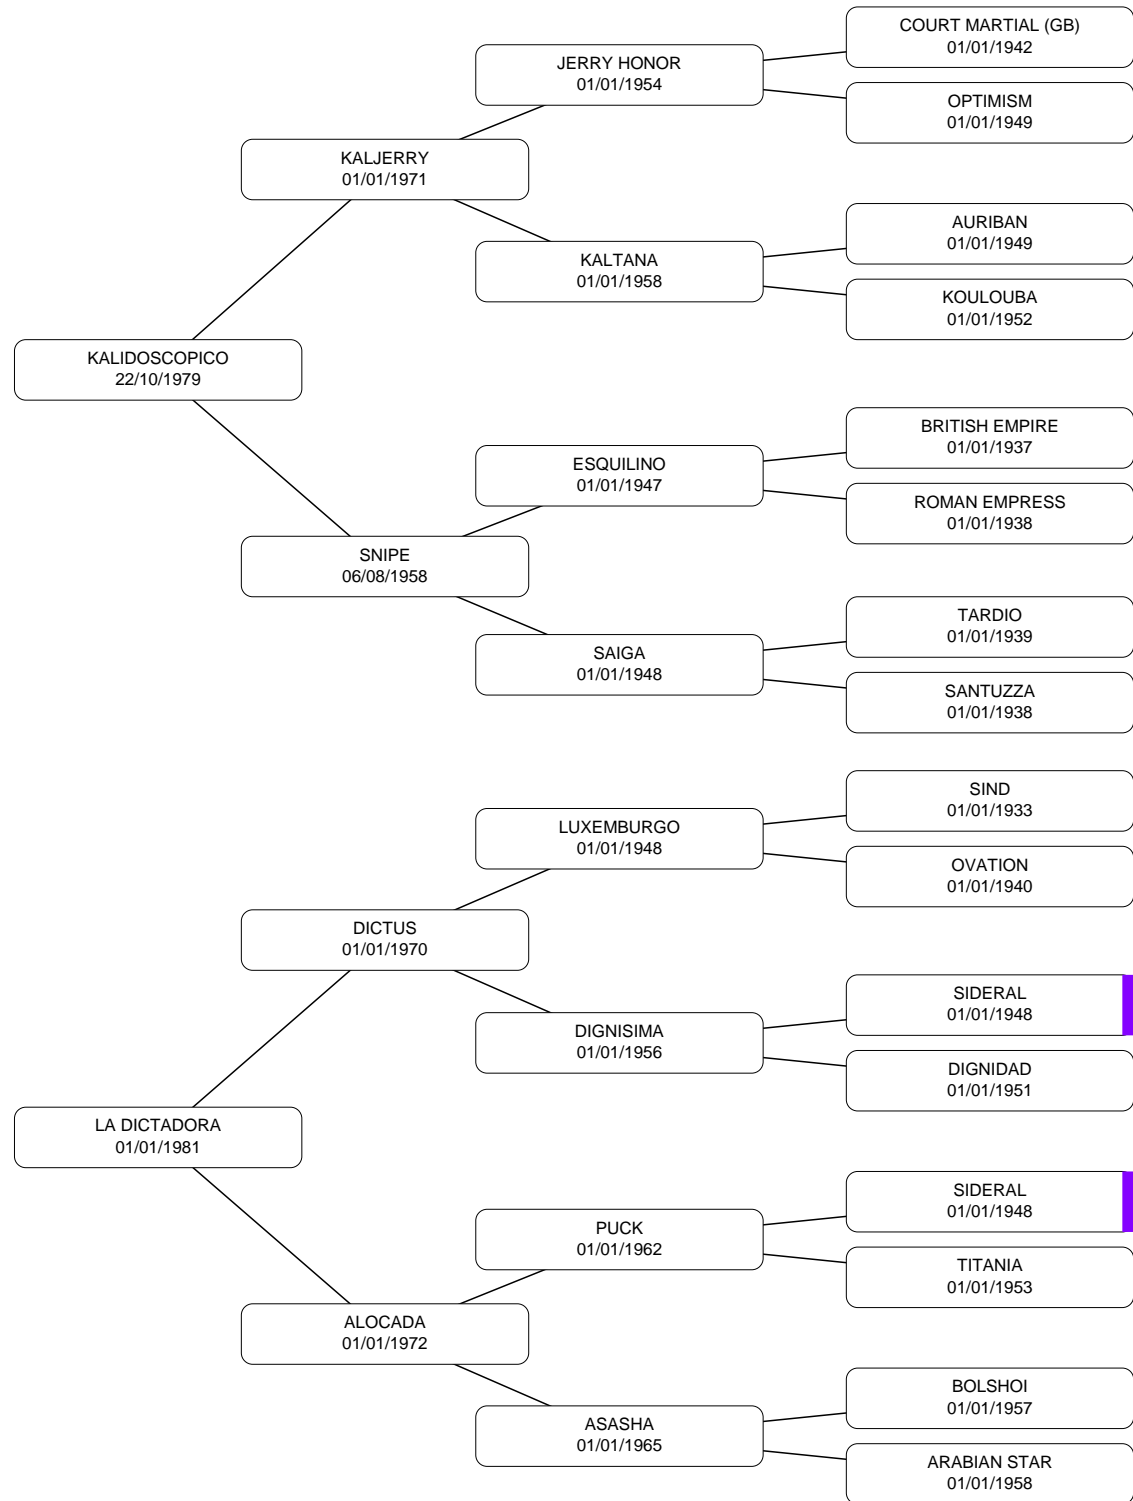 COURT MARTIAL (GB)
01/01/1942
JERRY HONOR
01/01/1954
OPTIMISM
01/01/1949
KALJERRY
01/01/1971
AURIBAN
01/01/1949
KALTANA
01/01/1958
KOULOUBA
01/01/1952
KALIDOSCOPICO
22/10/1979
BRITISH EMPIRE
01/01/1937
ESQUILINO
01/01/1947
ROMAN EMPRESS
01/01/1938
SNIPE
06/08/1958
TARDIO
01/01/1939
SAIGA
01/01/1948
SANTUZZA
01/01/1938
SIND
01/01/1933
LUXEMBURGO
01/01/1948
OVATION
01/01/1940
DICTUS
01/01/1970
SIDERAL
01/01/1948
DIGNISIMA
01/01/1956
DIGNIDAD
01/01/1951
LA DICTADORA
01/01/1981
SIDERAL
01/01/1948
PUCK
01/01/1962
TITANIA
01/01/1953
ALOCADA
01/01/1972
BOLSHOI
01/01/1957
ASASHA
01/01/1965
ARABIAN STAR
01/01/1958